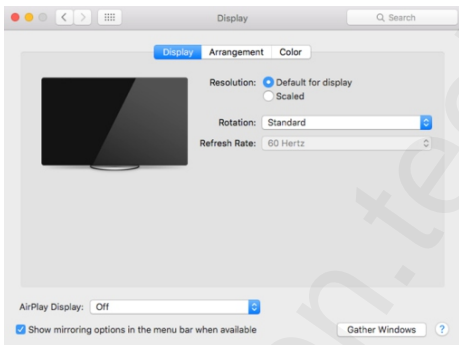 Display
Search
Display Arrangement Color
Resolution: Default for display
Scaled
Rotation: Standard
Refresh Rate: 60 Hertz
AirPlay Display: Off
Show mirroring options in the menu bar when available
Gather Windows ?